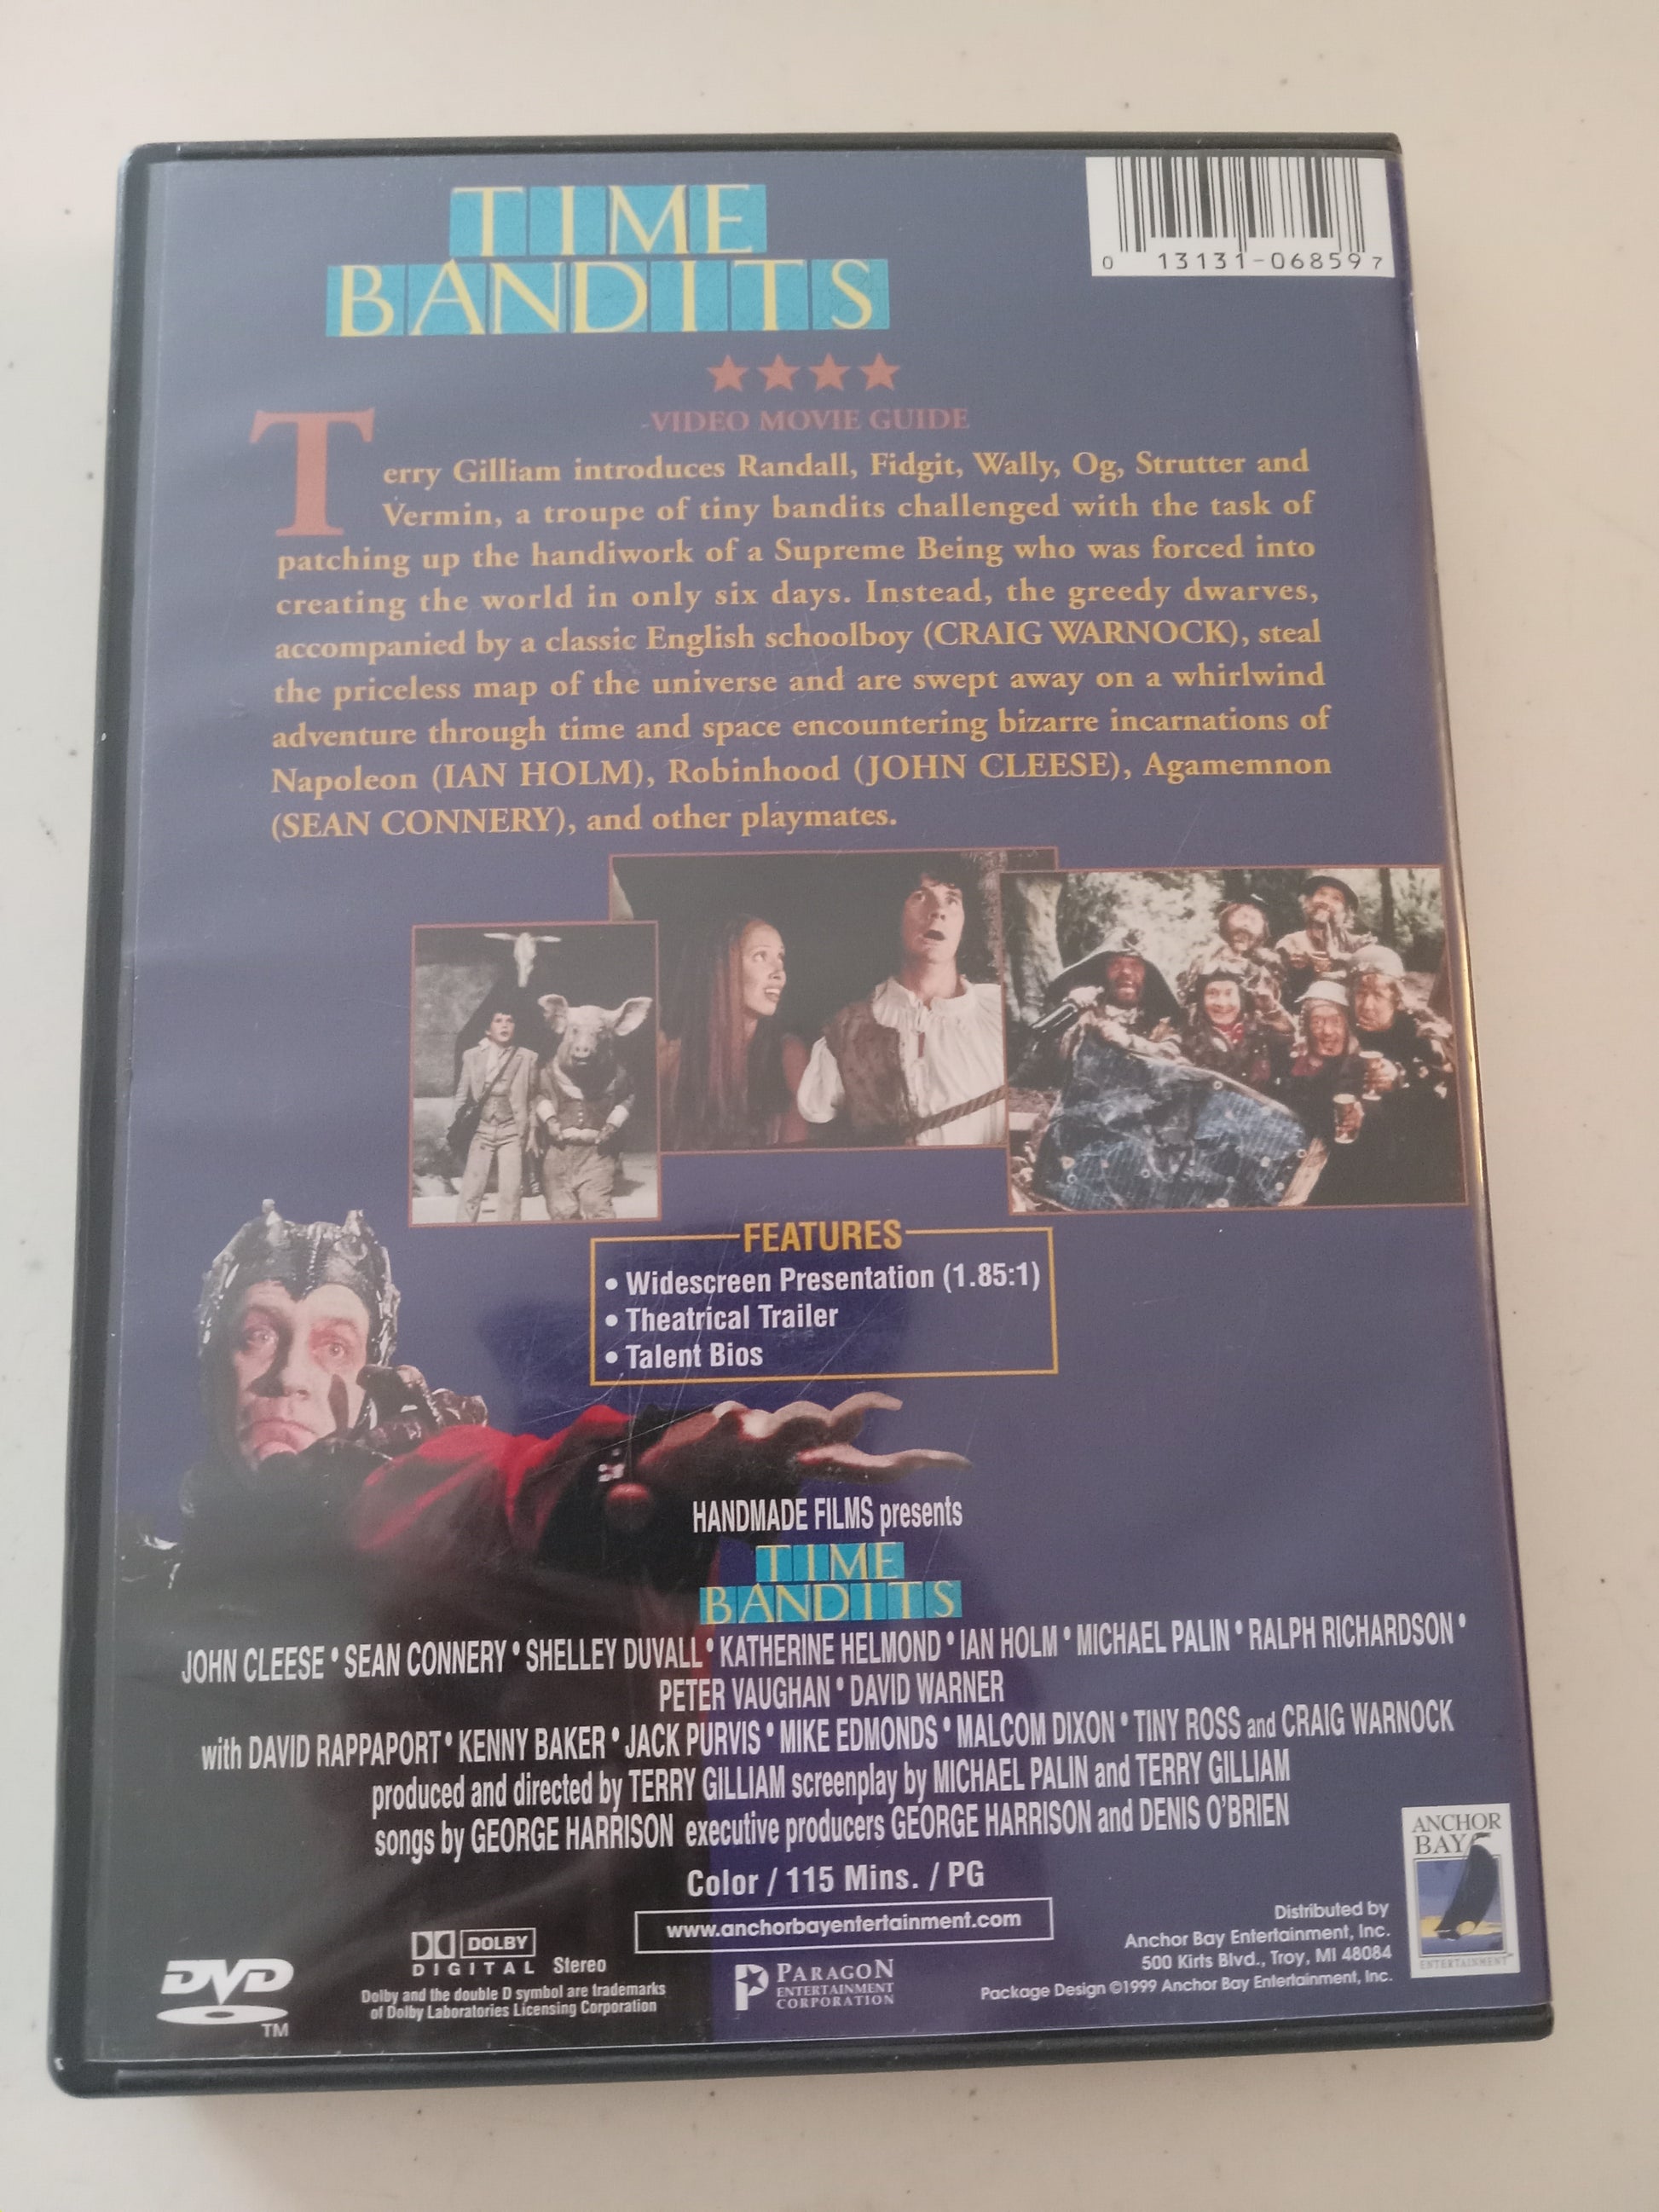 TIME
BANDITS
0 13131-06859 7
★★★★
-VIDEO MOVIE GUIDE
Terry Gilliam introduces Randall, Fidgit, Wally, Og, Strutter and
Vermin, a troupe of tiny bandits challenged with the task of
patching up the handiwork of a Supreme Being who was forced into
creating the world in only six days. Instead, the greedy dwarves,
accompanied by a classic English schoolboy (CRAIG WARNOCK), steal
the priceless map of the universe and are swept away on a whirlwind
adventure through time and space encountering bizarre incarnations of
Napoleon (IAN HOLM), Robinhood (JOHN CLEESE), Agamemnon
(SEAN CONNERY), and other playmates.
FEATURES
• Widescreen Presentation (1.85:1)
• Theatrical Trailer
• Talent Bios
HANDMADE FILMS presents
TIME
BANDITS
JOHN CLEESE • SEAN CONNERY • SHELLEY DUVALL • KATHERINE HELMOND • IAN HOLM • MICHAEL PALIN • RALPH RICHARDSON •
PETER VAUGHAN • DAVID WARNER
with DAVID RAPPAPORT • KENNY BAKER • JACK PURVIS • MIKE EDMONDS • MALCOM DIXON • TINY ROSS and CRAIG WARNOCK
produced and directed by TERRY GILLIAM screenplay by MICHAEL PALIN and TERRY GILLIAM
songs by GEORGE HARRISON executive producers GEORGE HARRISON and DENIS O'BRIEN
Color / 115 Mins. / PG
www.anchorbayentertainment.com
DVD
TM
DOLBY
DIGITAL Stereo
Dolby and the double D symbol are trademarks
of Dolby Laboratories Licensing Corporation
PARAGON
ENTERTAINMENT
CORPORATION
Distributed by
Anchor Bay Entertainment, Inc.
500 Kirts Blvd., Troy, MI 48084
Package Design ©1999 Anchor Bay Entertainment, Inc.
ANCHOR
BAY
ENTERTAINMENT